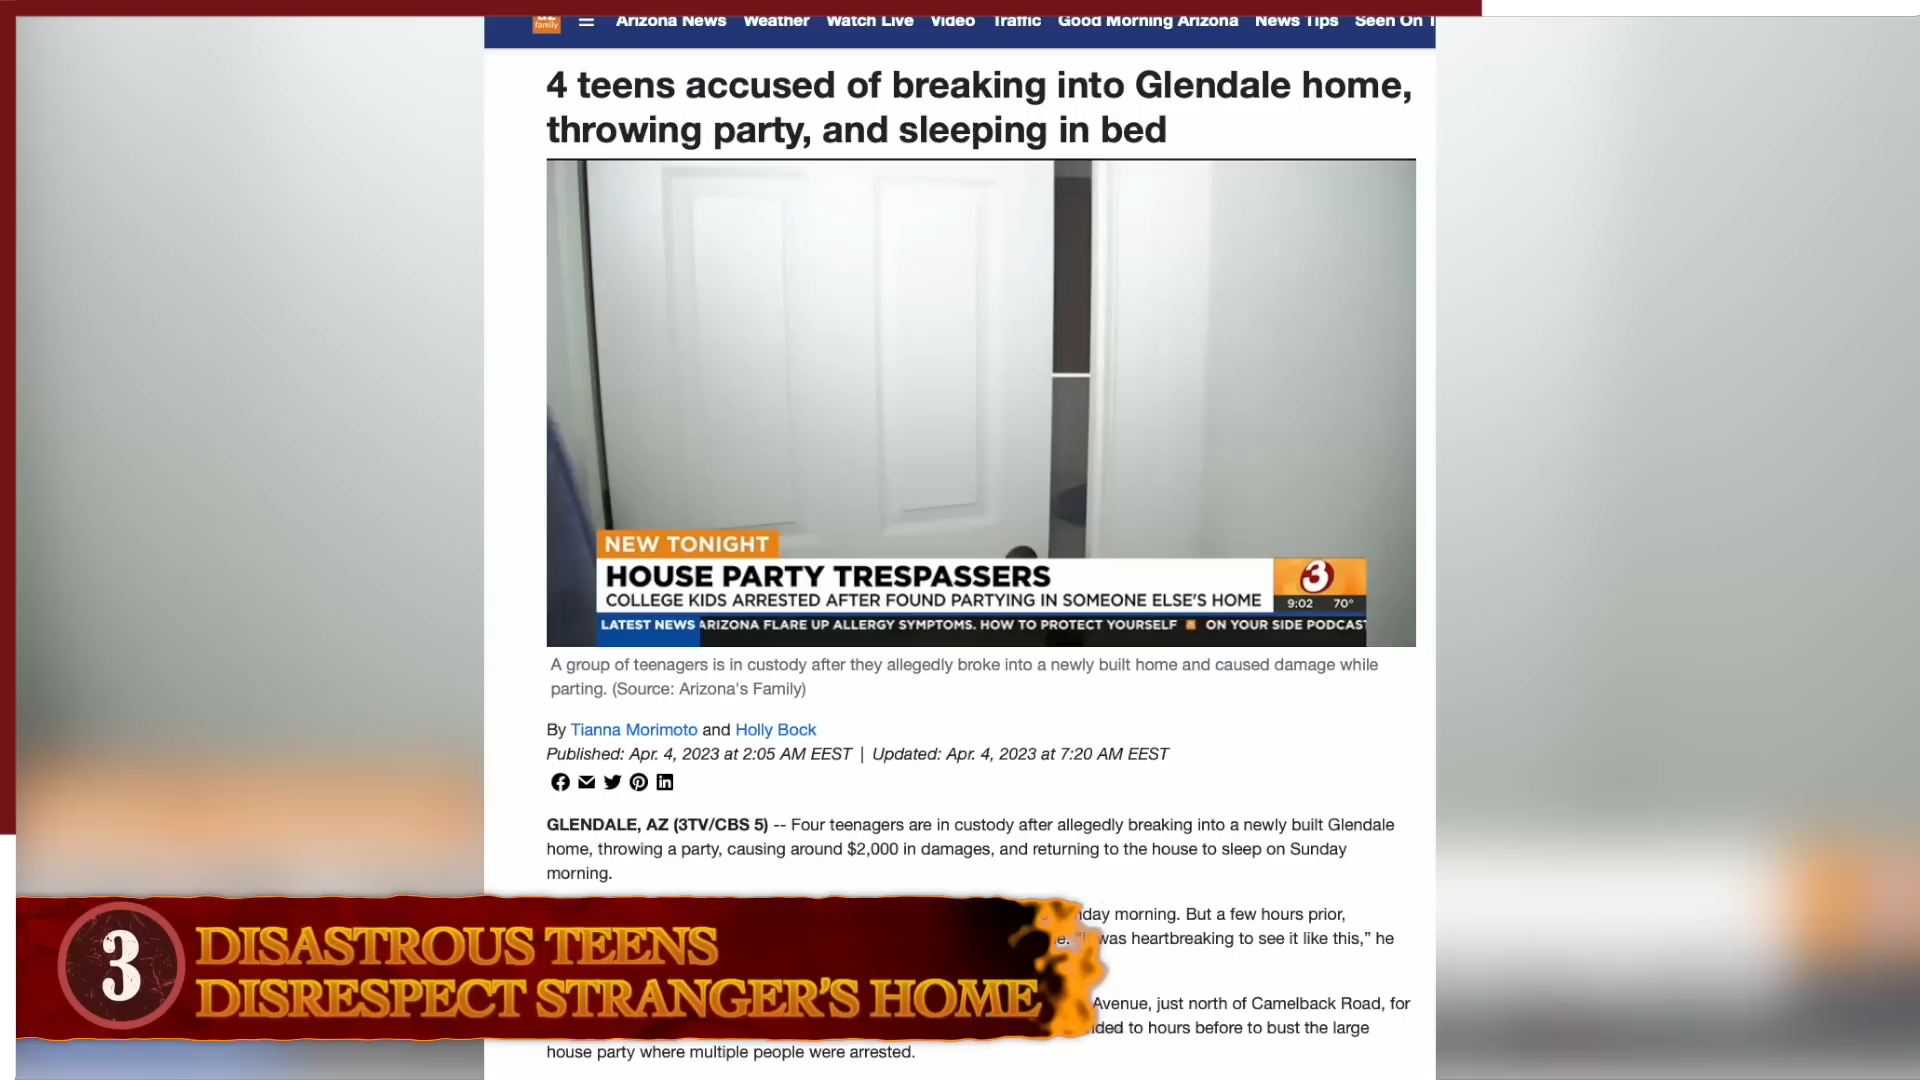 az
family
Arizona News Weather Watch Live Video Traffic Good Morning Arizona News Tips Seen On
4 teens accused of breaking into Glendale home,
throwing party, and sleeping in bed
NEW TONIGHT
HOUSE PARTY TRESPASSERS
COLLEGE KIDS ARRESTED AFTER FOUND PARTYING IN SOMEONE ELSE'S HOME
3
9:02 70°
LATEST NEWS ARIZONA FLARE UP ALLERGY SYMPTOMS. HOW TO PROTECT YOURSELF ON YOUR SIDE PODCAST
A group of teenagers is in custody after they allegedly broke into a newly built home and caused damage while
parting. (Source: Arizona's Family)
By Tianna Morimoto and Holly Bock
Published: Apr. 4, 2023 at 2:05 AM EEST | Updated: Apr. 4, 2023 at 7:20 AM EEST
GLENDALE, AZ (3TV/CBS 5) -- Four teenagers are in custody after allegedly breaking into a newly built Glendale
home, throwing a party, causing around $2,000 in damages, and returning to the house to sleep on Sunday
morning.
morning. But a few hours prior,
was heartbreaking to see it like this,” he
Avenue, just north of Camelback Road, for
to hours before to bust the large
house party where multiple people were arrested.
3
DISASTROUS TEENS
DISRESPECT STRANGER'S HOME